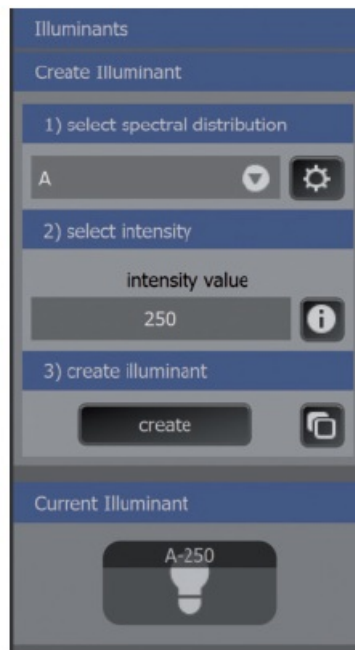 Illuminants
Create Illuminant
1) select spectral distribution
A
2) select intensity
intensity value
250
3) create illuminant
create
Current Illuminant
A-250